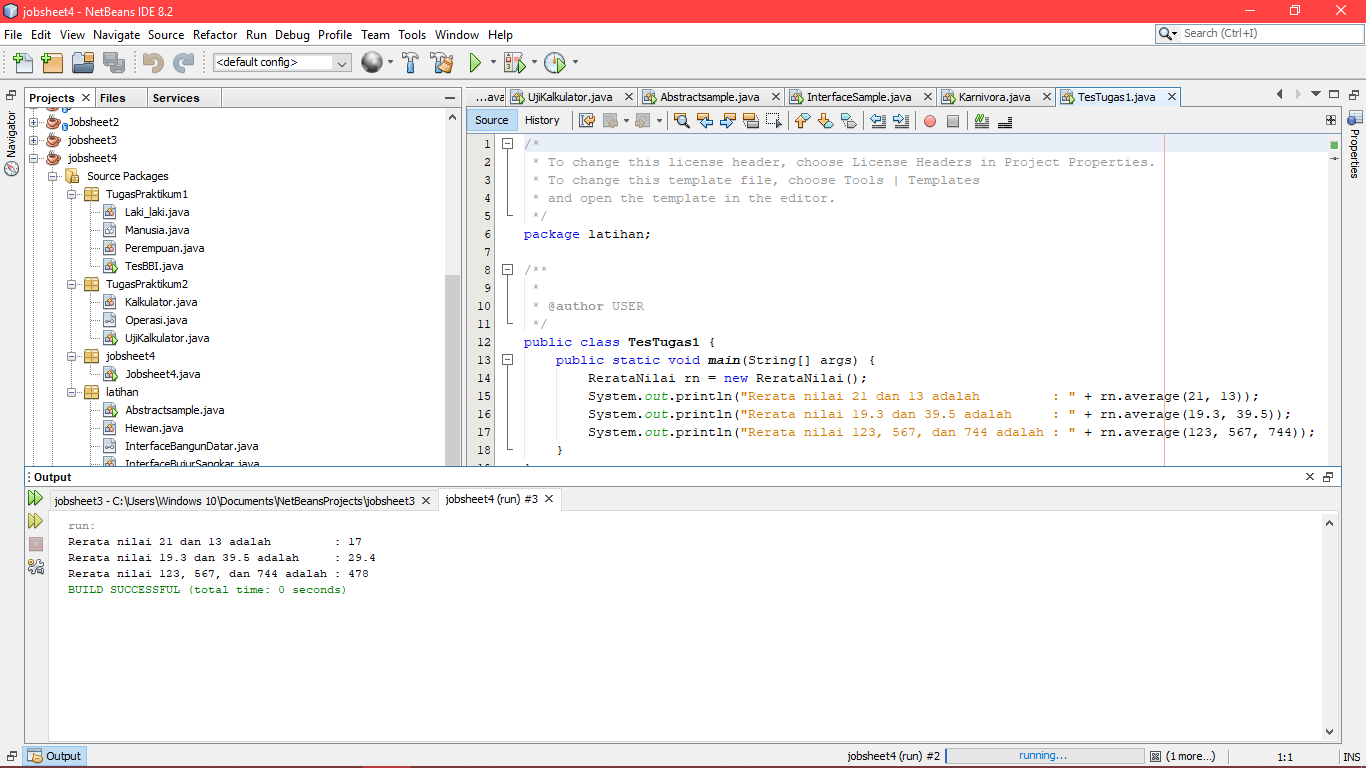 jobsheet4 - NetBeans IDE 8.2
File Edit View Navigate Source Refactor Run Debug Profile Team Tools Window Help
Search (Ctrl+I)
<default config>
Projects Files Services
Navigator
Jobsheet2
jobsheet3
jobsheet4
Source Packages
TugasPraktikum1
Laki_laki.java
Manusia.java
Perempuan.java
TesBBI.java
TugasPraktikum2
Kalkulator.java
Operasi.java
UjiKalkulator.java
jobsheet4
Jobsheet4.java
latihan
Abstractsample.java
Hewan.java
InterfaceBangunDatar.java
InterfaceBujurSangkar.java
...ava UjiKalkulator.java Abstractsample.java InterfaceSample.java Karnivora.java TesTugas1.java
Source History
Properties
1 /*
2 * To change this license header, choose License Headers in Project Properties.
3 * To change this template file, choose Tools | Templates
4 * and open the template in the editor.
5 */
6 package latihan;
7
8 /**
9 *
10 * @author USER
11 */
12 public class TesTugas1 {
13 public static void main(String[] args) {
14 RerataNilai rn = new RerataNilai();
15 System.out.println("Rerata nilai 21 dan 13 adalah         : " + rn.average(21, 13));
16 System.out.println("Rerata nilai 19.3 dan 39.5 adalah     : " + rn.average(19.3, 39.5));
17 System.out.println("Rerata nilai 123, 567, dan 744 adalah : " + rn.average(123, 567, 744));
18 }
Output
jobsheet3 - C:\Users\Windows 10\Documents\NetBeansProjects\jobsheet3 jobsheet4 (run) #3
run:
Rerata nilai 21 dan 13 adalah         : 17
Rerata nilai 19.3 dan 39.5 adalah     : 29.4
Rerata nilai 123, 567, dan 744 adalah : 478
BUILD SUCCESSFUL (total time: 0 seconds)
Output
jobsheet4 (run) #2 running... (1 more...) 1:1 INS